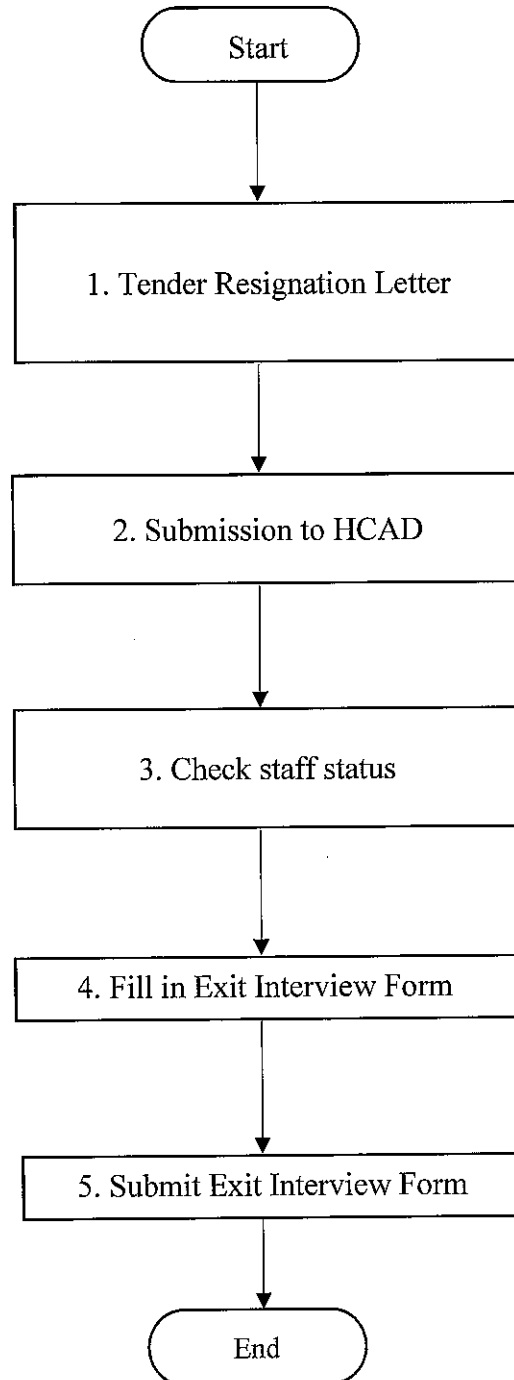 Start
1. Tender Resignation Letter
2. Submission to HCAD
3. Check staff status
4. Fill in Exit Interview Form
5. Submit Exit Interview Form
End